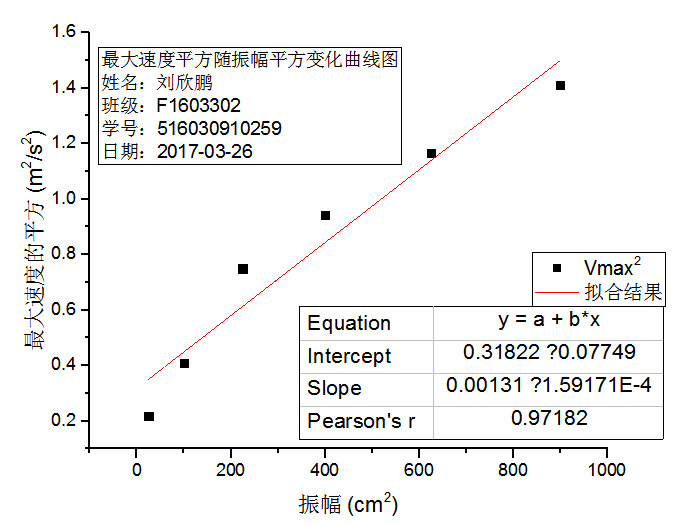 最大速度平方随振幅平方变化曲线图
姓名：刘欣鹏
班级：F1603302
学号：516030910259
日期：2017-03-26
最大速度的平方 (m²/s²)
1.6
1.4
1.2
1.0
0.8
0.6
0.4
0.2
Vmax²
拟合结果
Equation y = a + b*x
Intercept 0.31822 ?0.07749
Slope 0.00131 ?1.59171E-4
Pearson's r 0.97182
0 200 400 600 800 1000
振幅 (cm²)